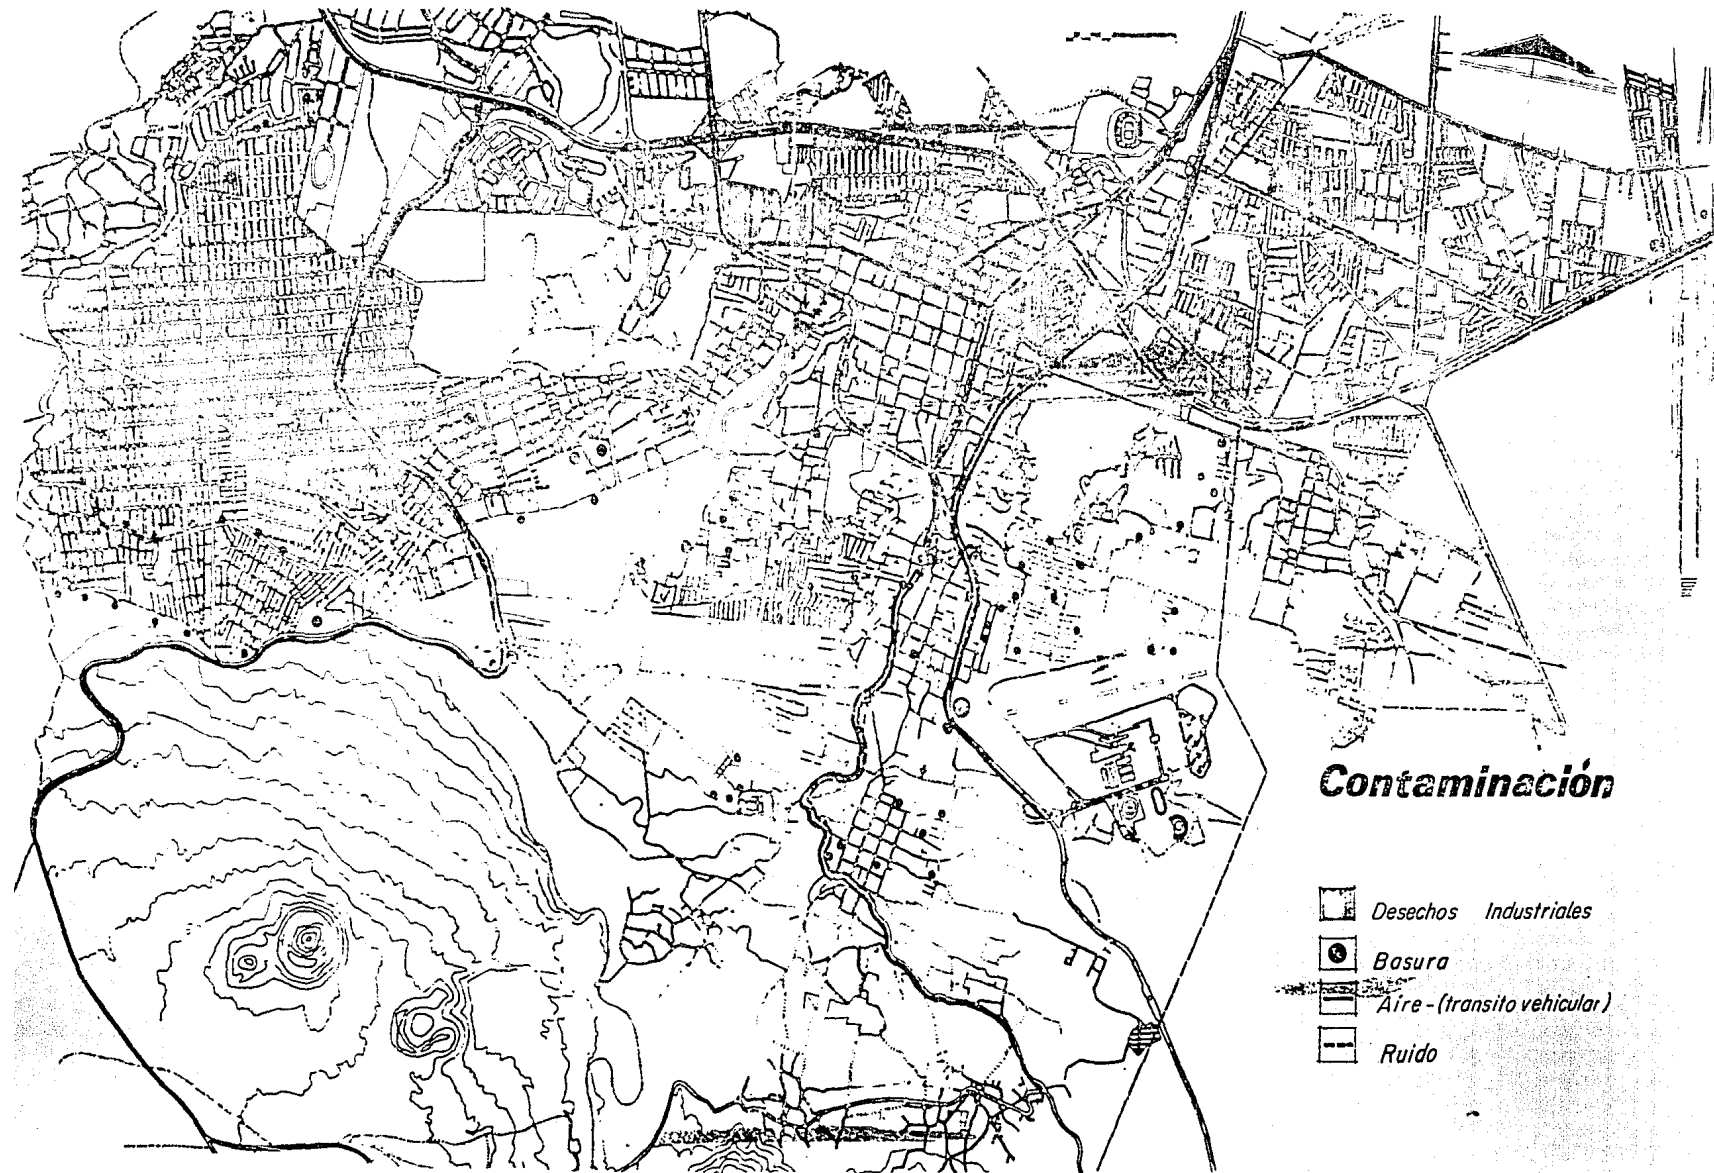 Contaminación
Desechos Industriales
Basura
Aire - (transito vehicular)
Ruido